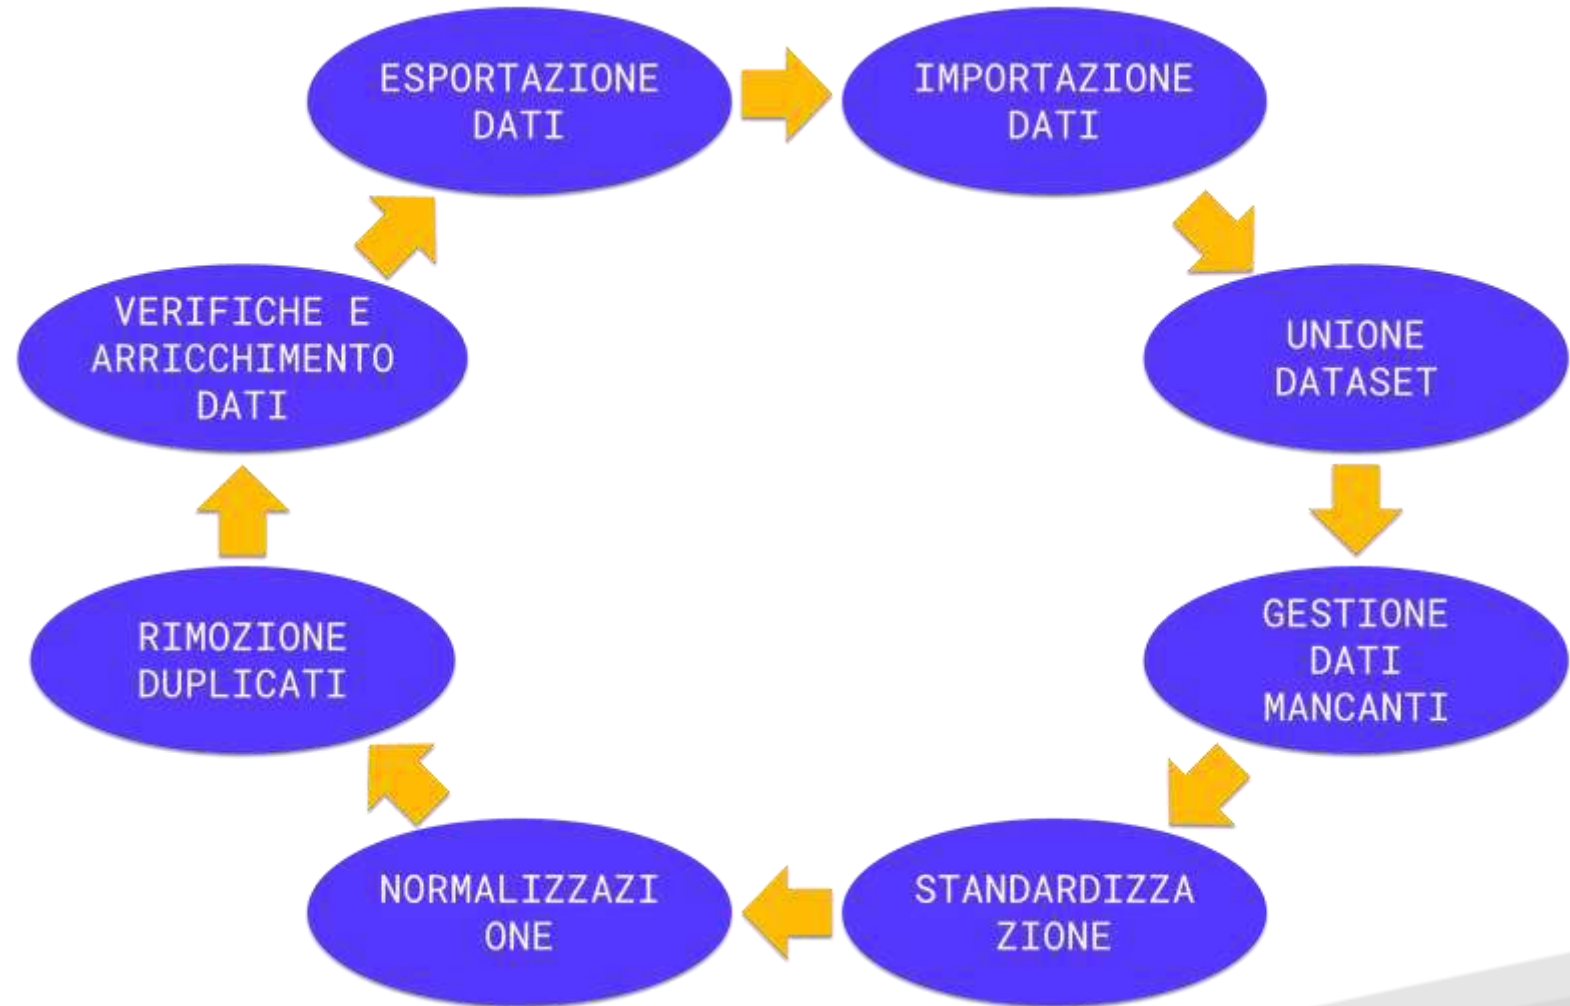 ESPORTAZIONE
DATI
IMPORTAZIONE
DATI
UNIONE
DATASET
GESTIONE
DATI
MANCANTI
STANDARDIZZA
ZIONE
NORMALIZZAZI
ONE
RIMOZIONE
DUPLICATI
VERIFICHE E
ARRICCHIMENTO
DATI